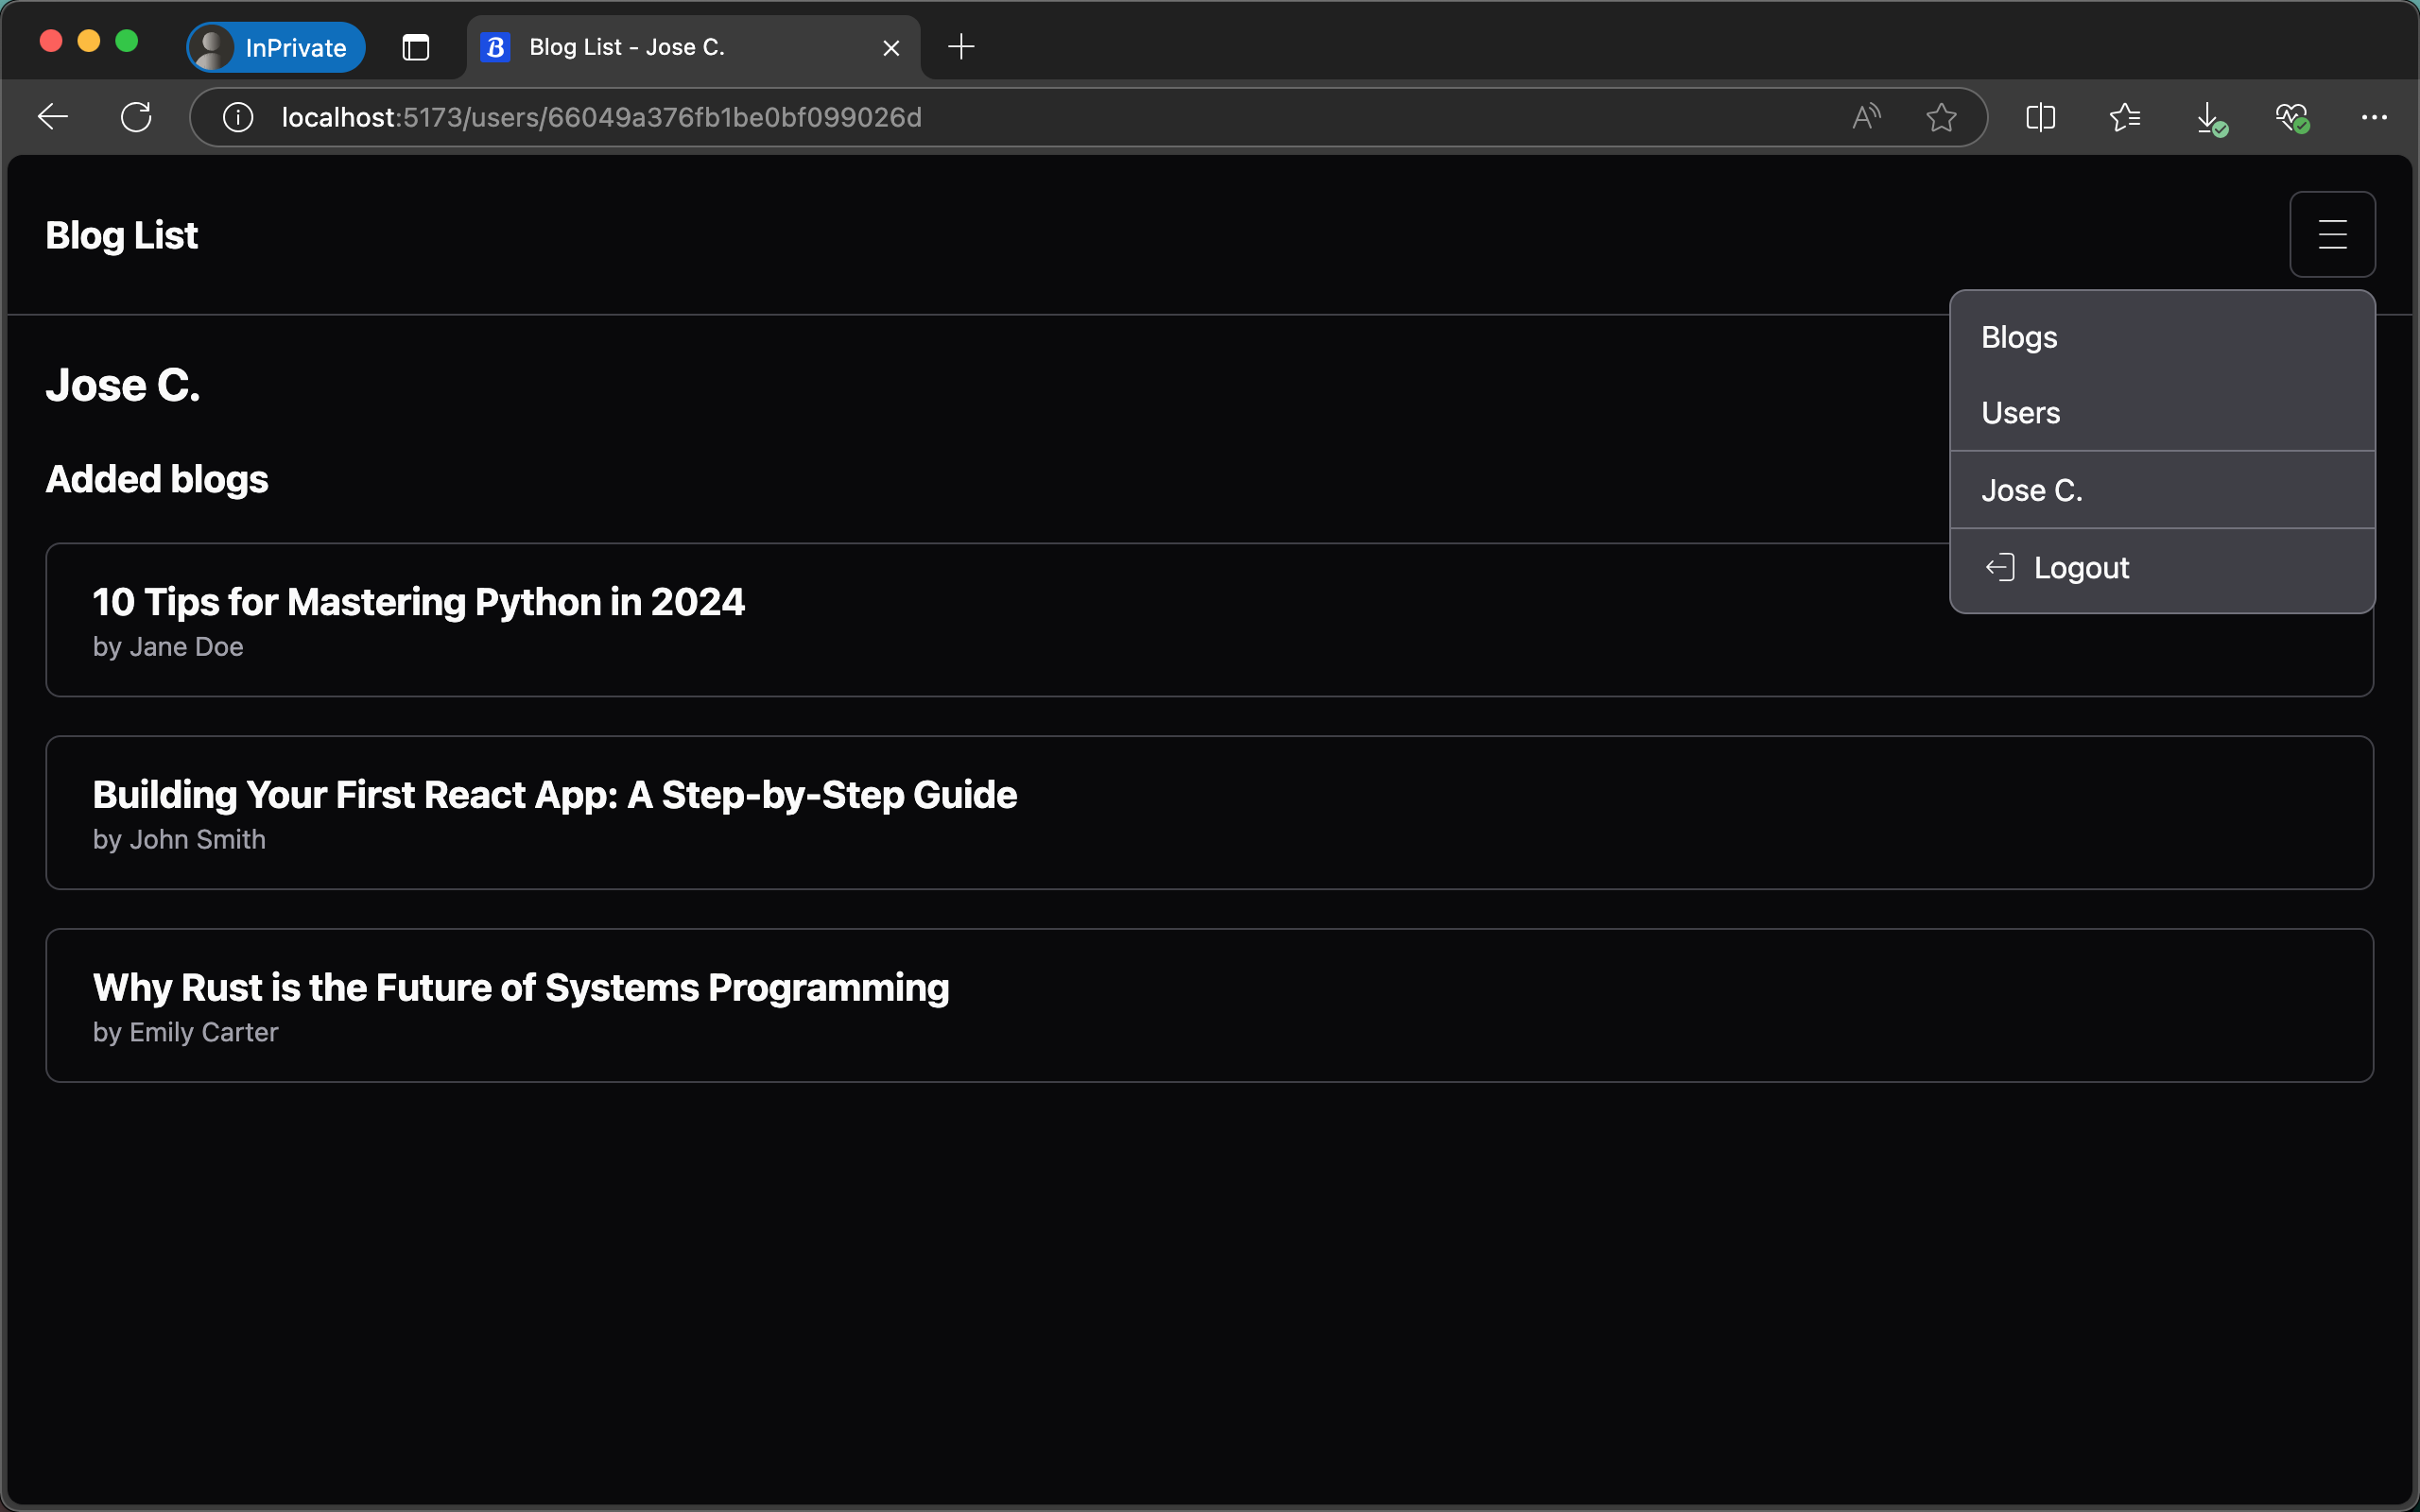 InPrivate
Blog List - Jose C.
localhost:5173/users/66049a376fb1be0bf099026d
Blog List
Blogs
Users
Jose C.
Logout
Jose C.
Added blogs
10 Tips for Mastering Python in 2024
by Jane Doe
Building Your First React App: A Step-by-Step Guide
by John Smith
Why Rust is the Future of Systems Programming
by Emily Carter